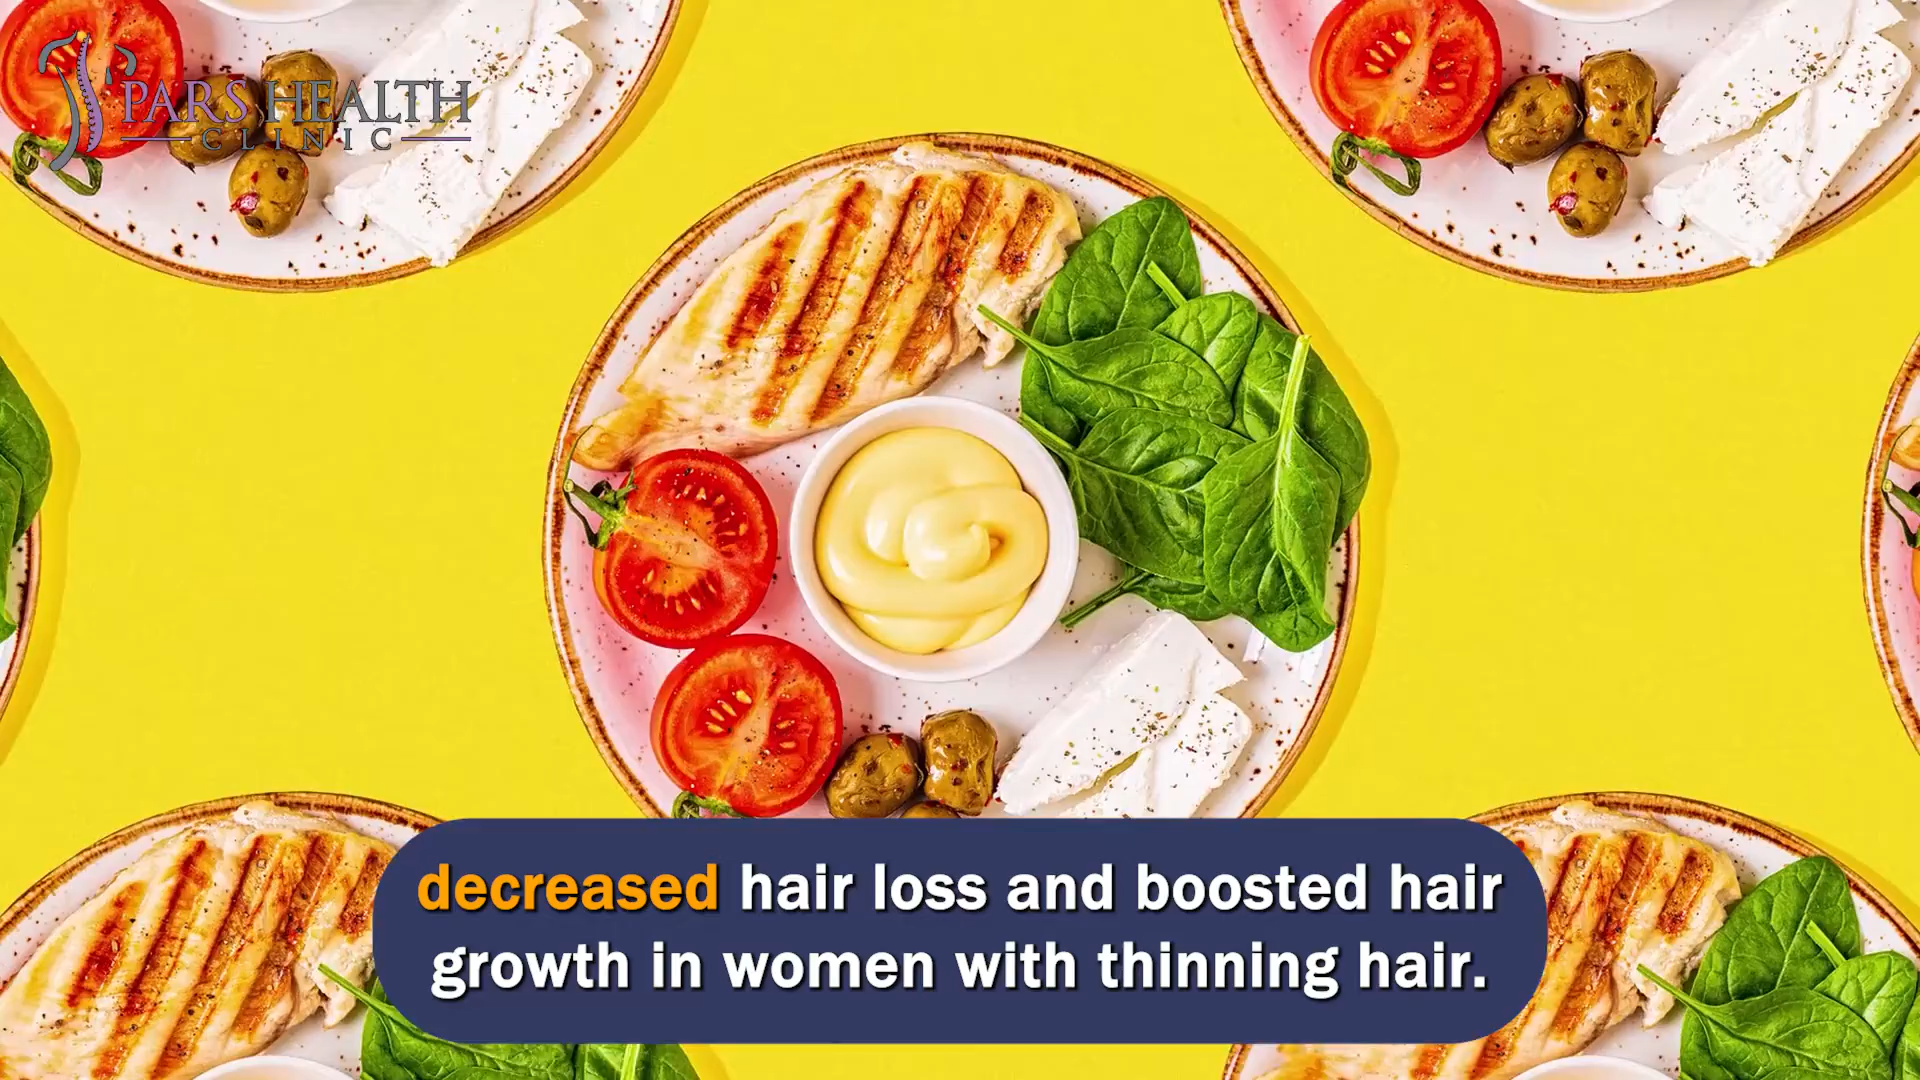 PARS HEALTH
CLINIC
decreased hair loss and boosted hair
growth in women with thinning hair.